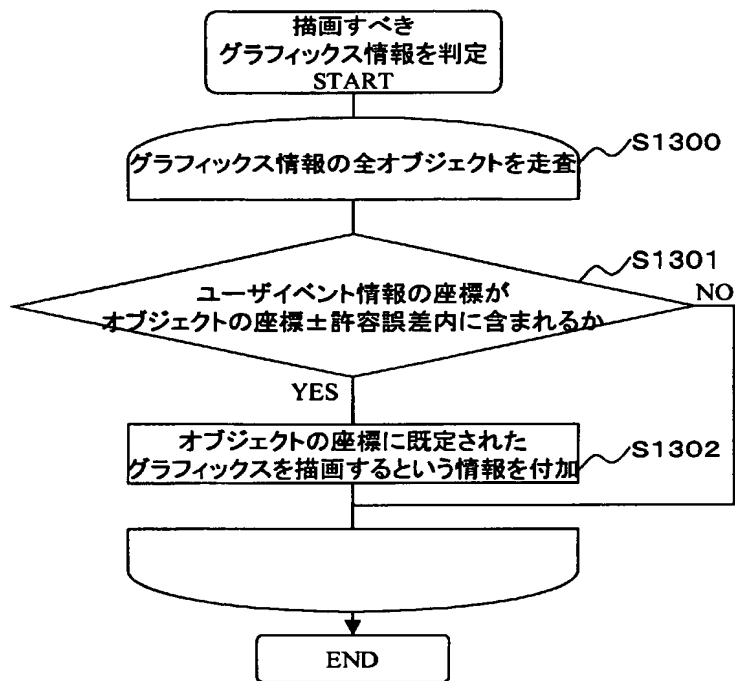 描画すべき
グラフィックス情報を判定
START
グラフィックス情報の全オブジェクトを走査
S1300
S1301
ユーザイベント情報の座標が
オブジェクトの座標±許容誤差内に含まれるか
NO
YES
オブジェクトの座標に既定された
グラフィックスを描画するという情報を付加
S1302
END